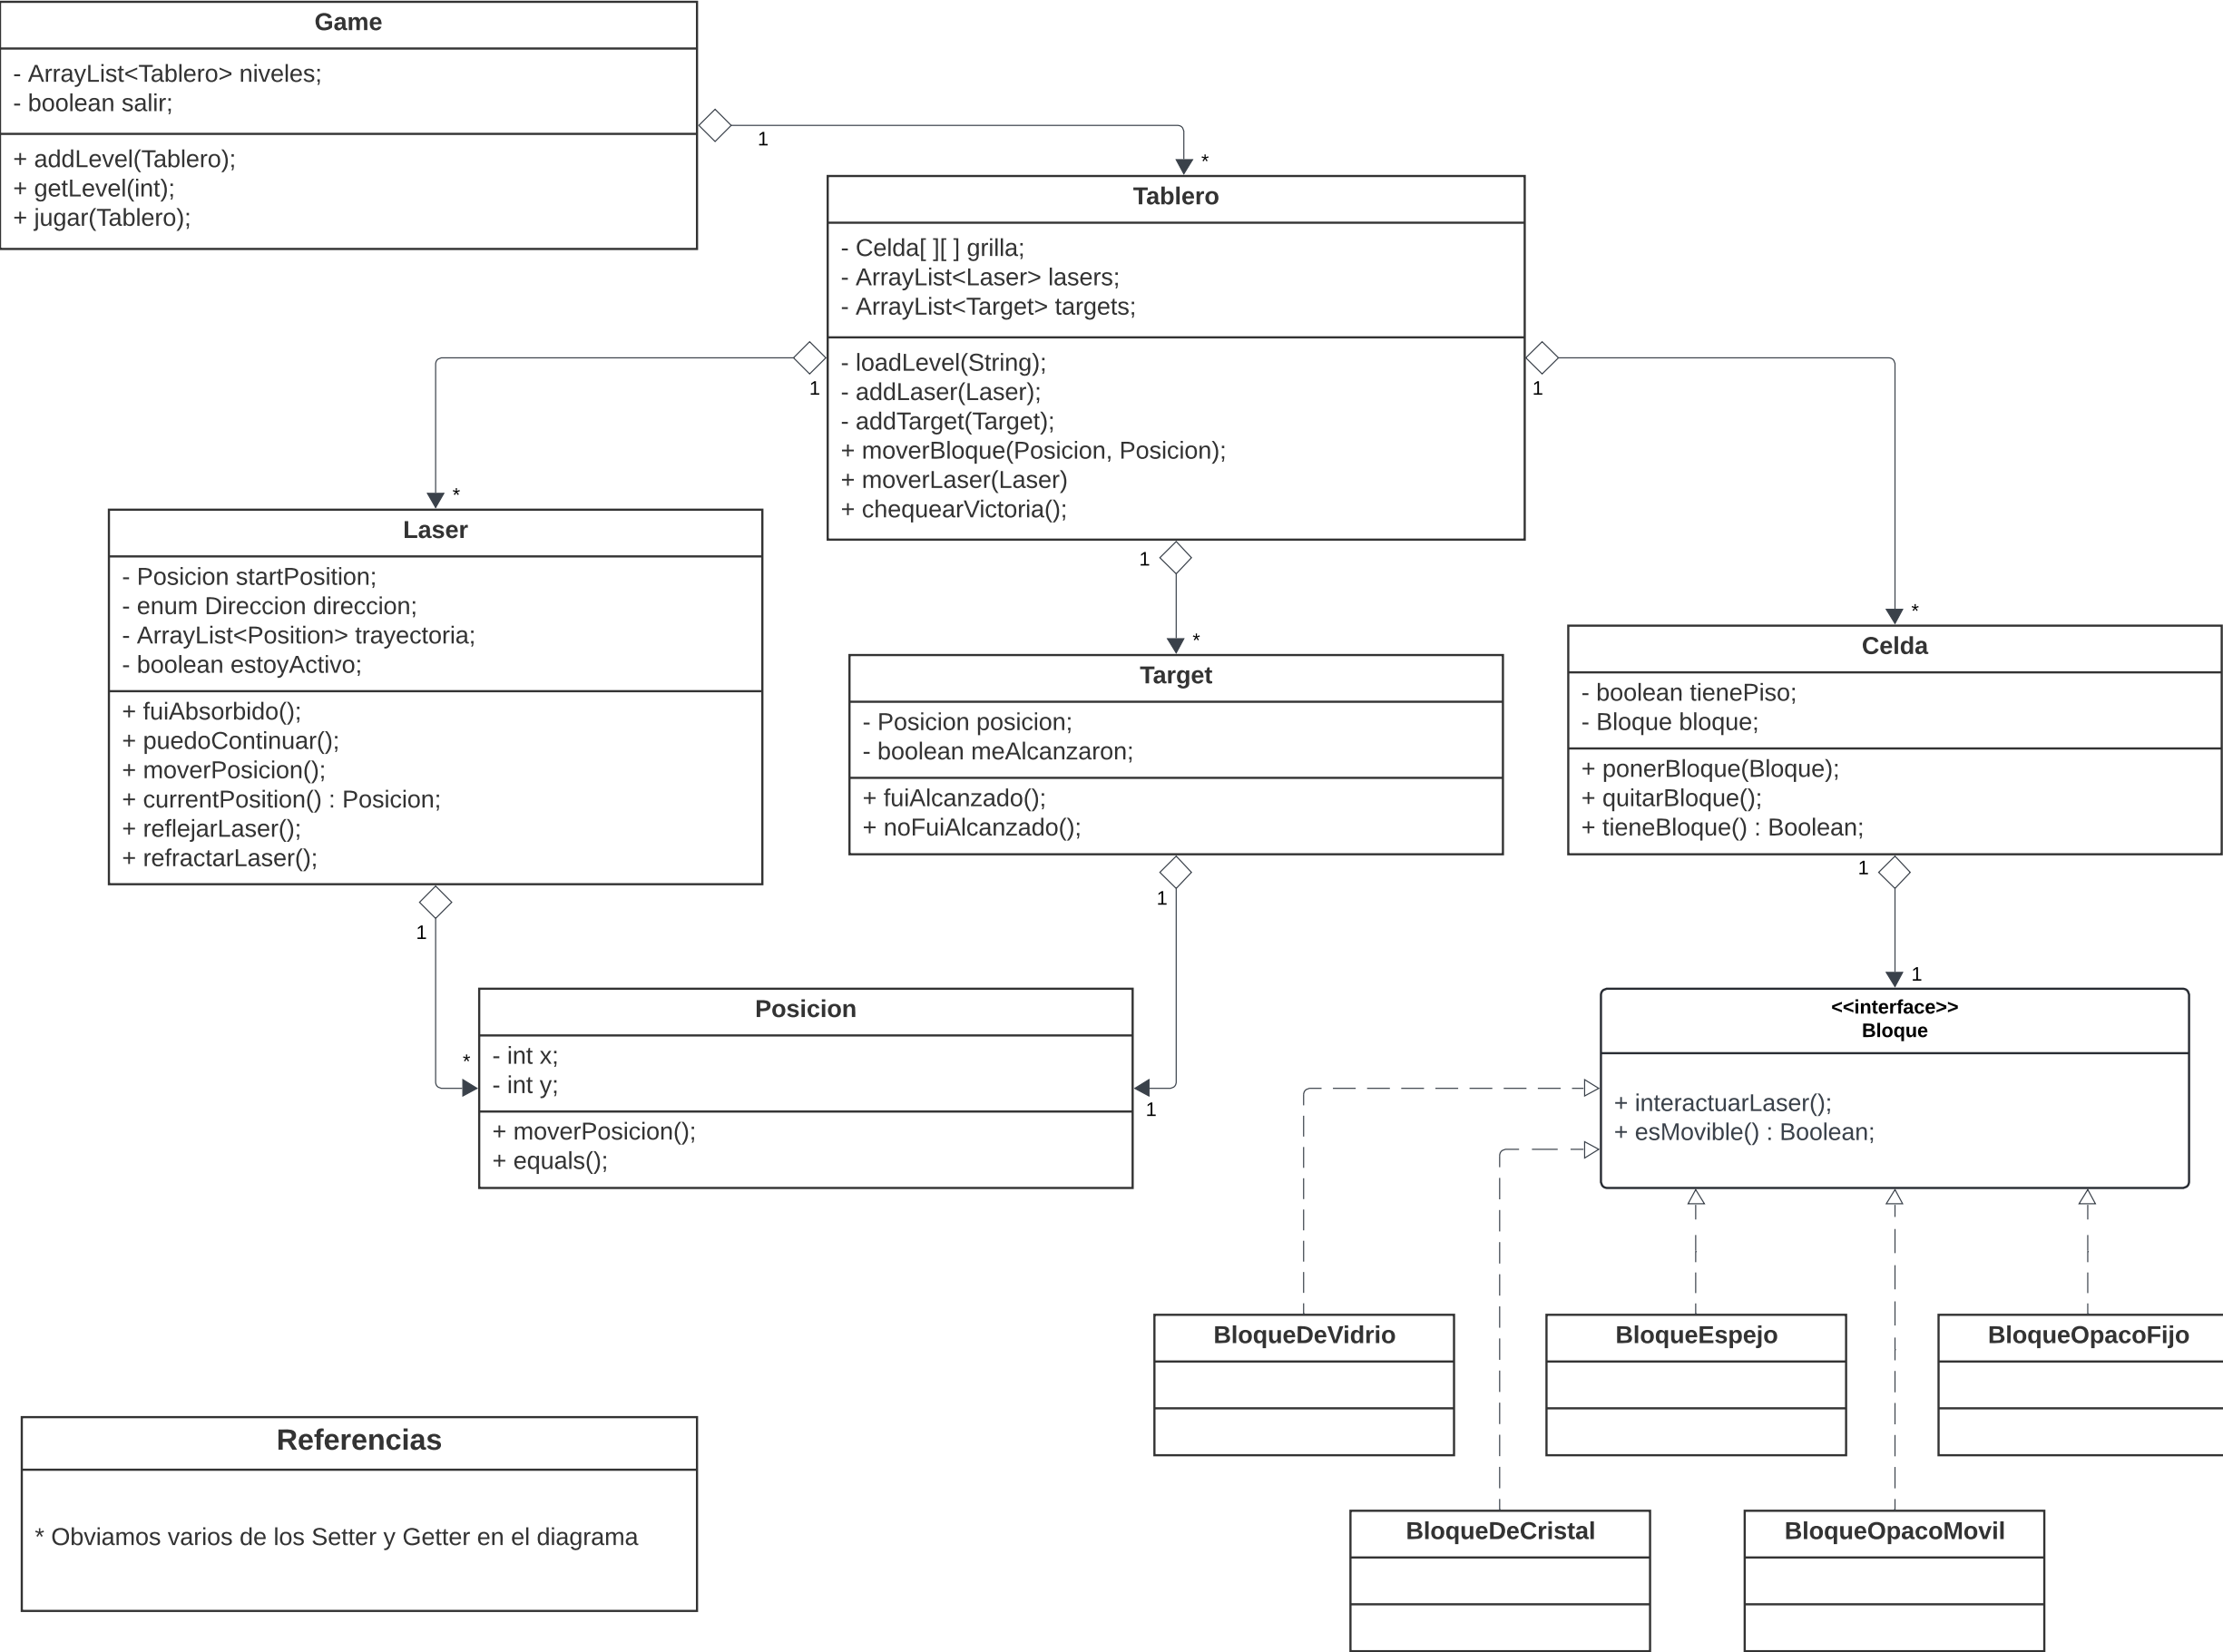 Game
- ArrayList<Tablero> niveles;
- boolean salir;
+ addLevel(Tablero);
+ getLevel(int);
+ jugar(Tablero);
1
*
Tablero
- Celda[ ][ ] grilla;
- ArrayList<Laser> lasers;
- ArrayList<Target> targets;
- loadLevel(String);
- addLaser(Laser);
- addTarget(Target);
+ moverBloque(Posicion, Posicion);
+ moverLaser(Laser)
+ chequearVictoria();
1
1
1
*
*
*
Laser
- Posicion startPosition;
- enum Direccion direccion;
- ArrayList<Position> trayectoria;
- boolean estoyActivo;
+ fuiAbsorbido();
+ puedoContinuar();
+ moverPosicion();
+ currentPosition() : Posicion;
+ reflejarLaser();
+ refractarLaser();
Target
- Posicion posicion;
- boolean meAlcanzaron;
+ fuiAlcanzado();
+ noFuiAlcanzado();
Celda
- boolean tienePiso;
- Bloque bloque;
+ ponerBloque(Bloque);
+ quitarBloque();
+ tieneBloque() : Boolean;
1
1
1
*
1
1
Posicion
- int x;
- int y;
+ moverPosicion();
+ equals();
<<interface>>
Bloque
+ interactuarLaser();
+ esMovible() : Boolean;
BloqueDeVidrio
BloqueEspejo
BloqueOpacoFijo
BloqueDeCristal
BloqueOpacoMovil
Referencias
* Obviamos varios de los Setter y Getter en el diagrama